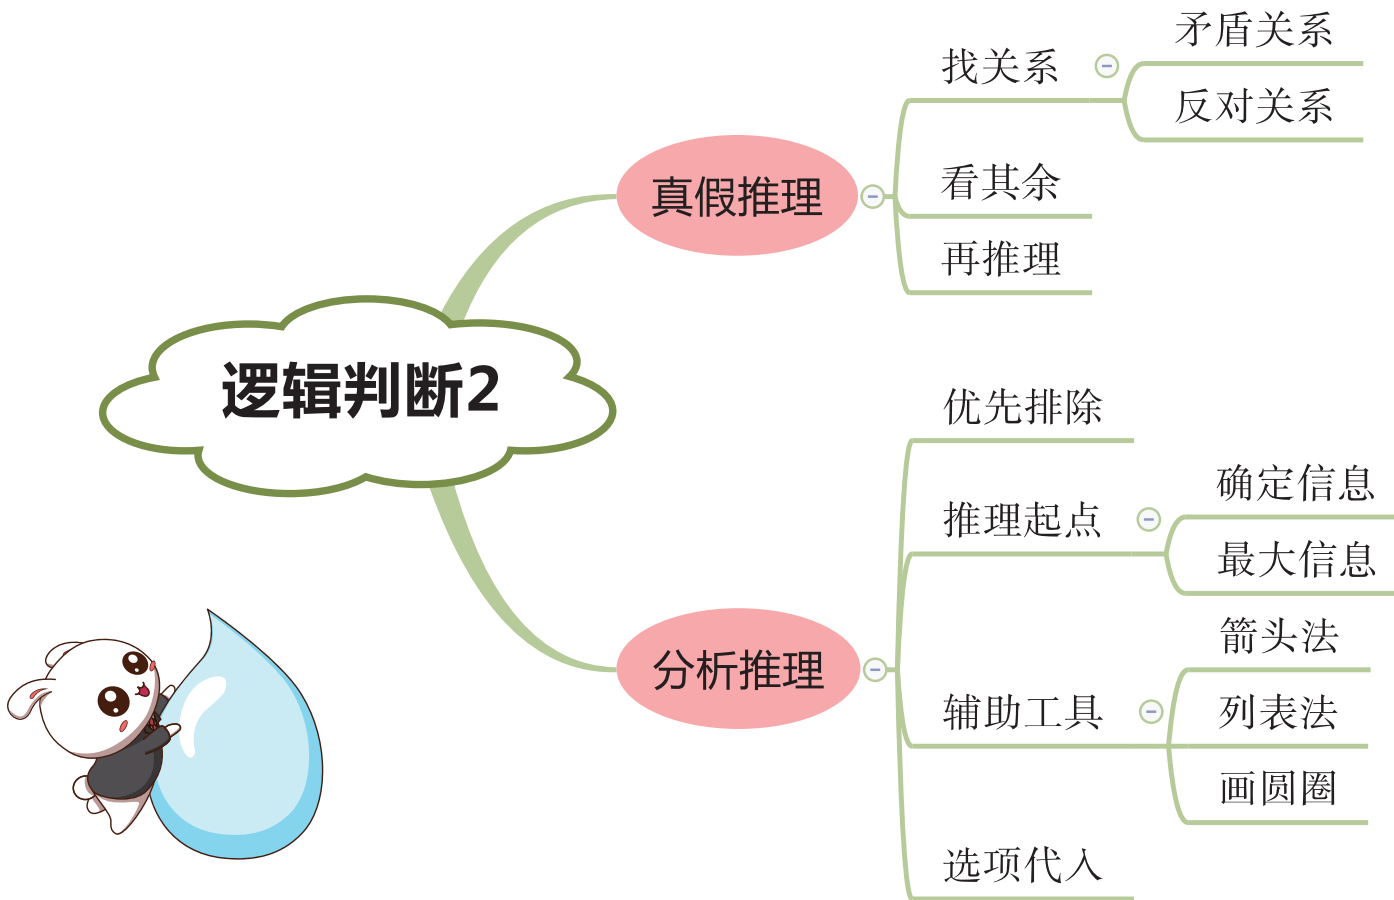 逻辑判断2
真假推理
找关系
矛盾关系
反对关系
看其余
再推理
分析推理
优先排除
推理起点
确定信息
最大信息
辅助工具
箭头法
列表法
画圆圈
选项代入